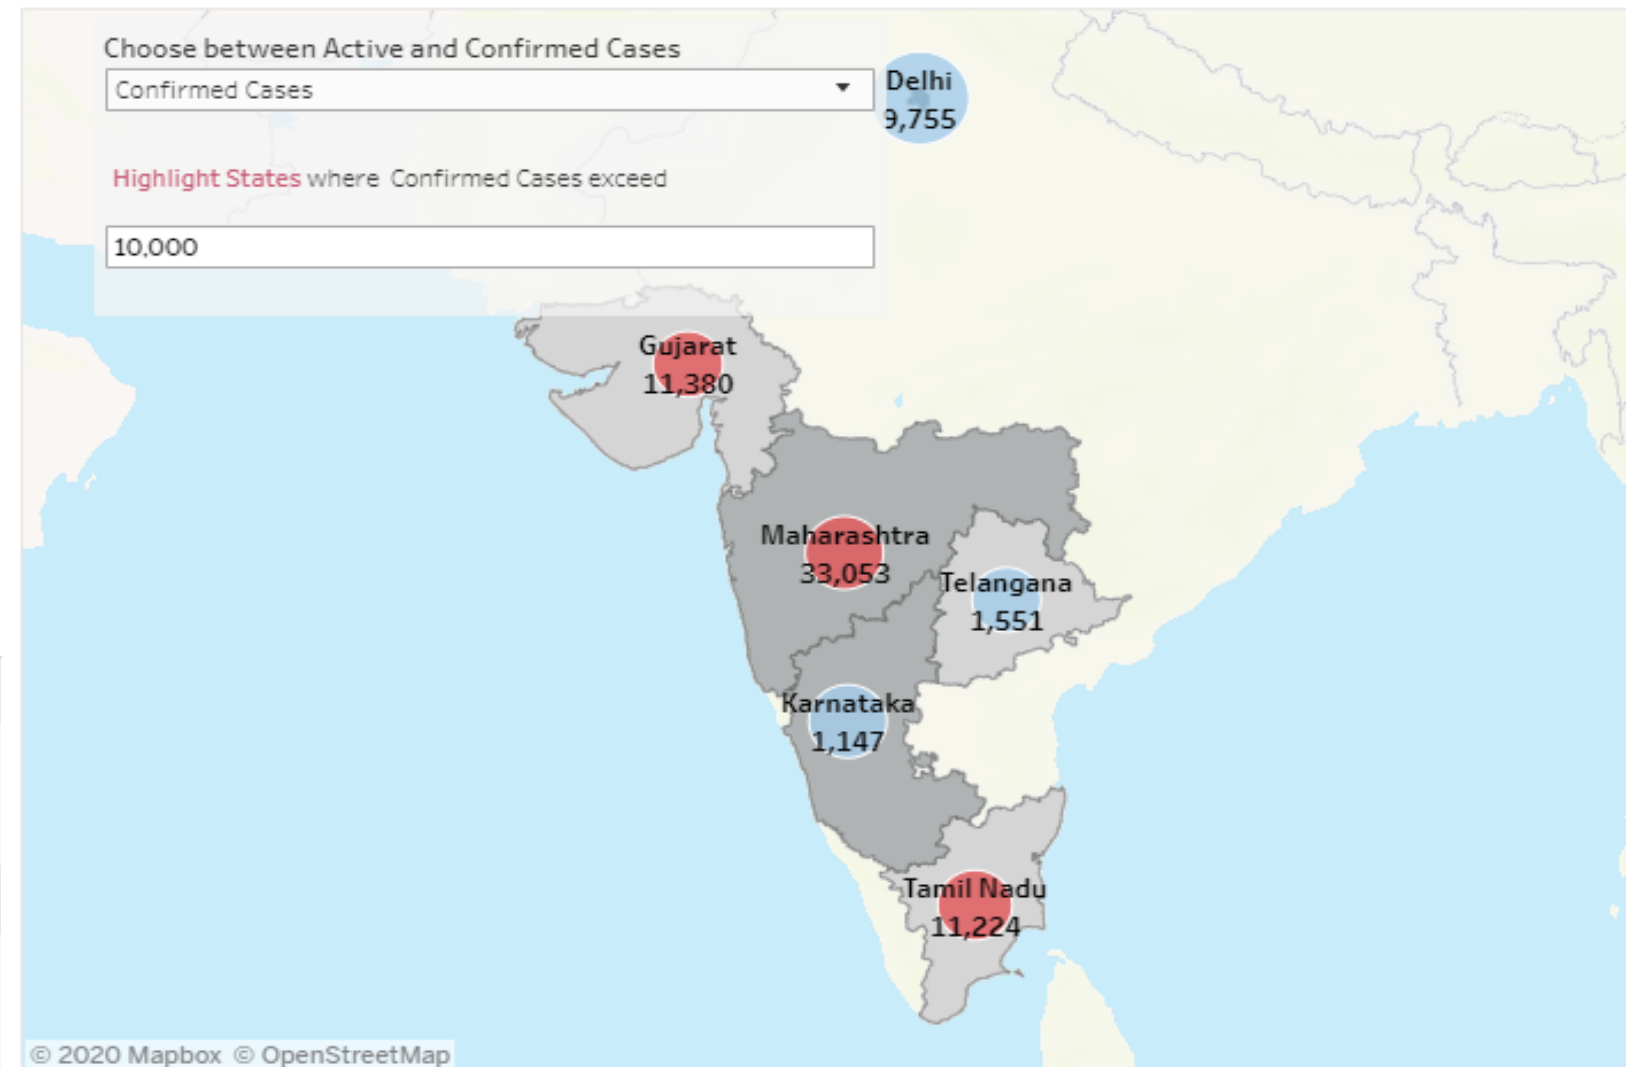 Choose between Active and Confirmed Cases
Confirmed Cases
Delhi
9,755
Highlight States where Confirmed Cases exceed
10,000
Gujarat
11,380
Maharashtra
33,053
Telangana
1,551
Karnataka
1,147
Tamil Nadu
11,224
© 2020 Mapbox © OpenStreetMap